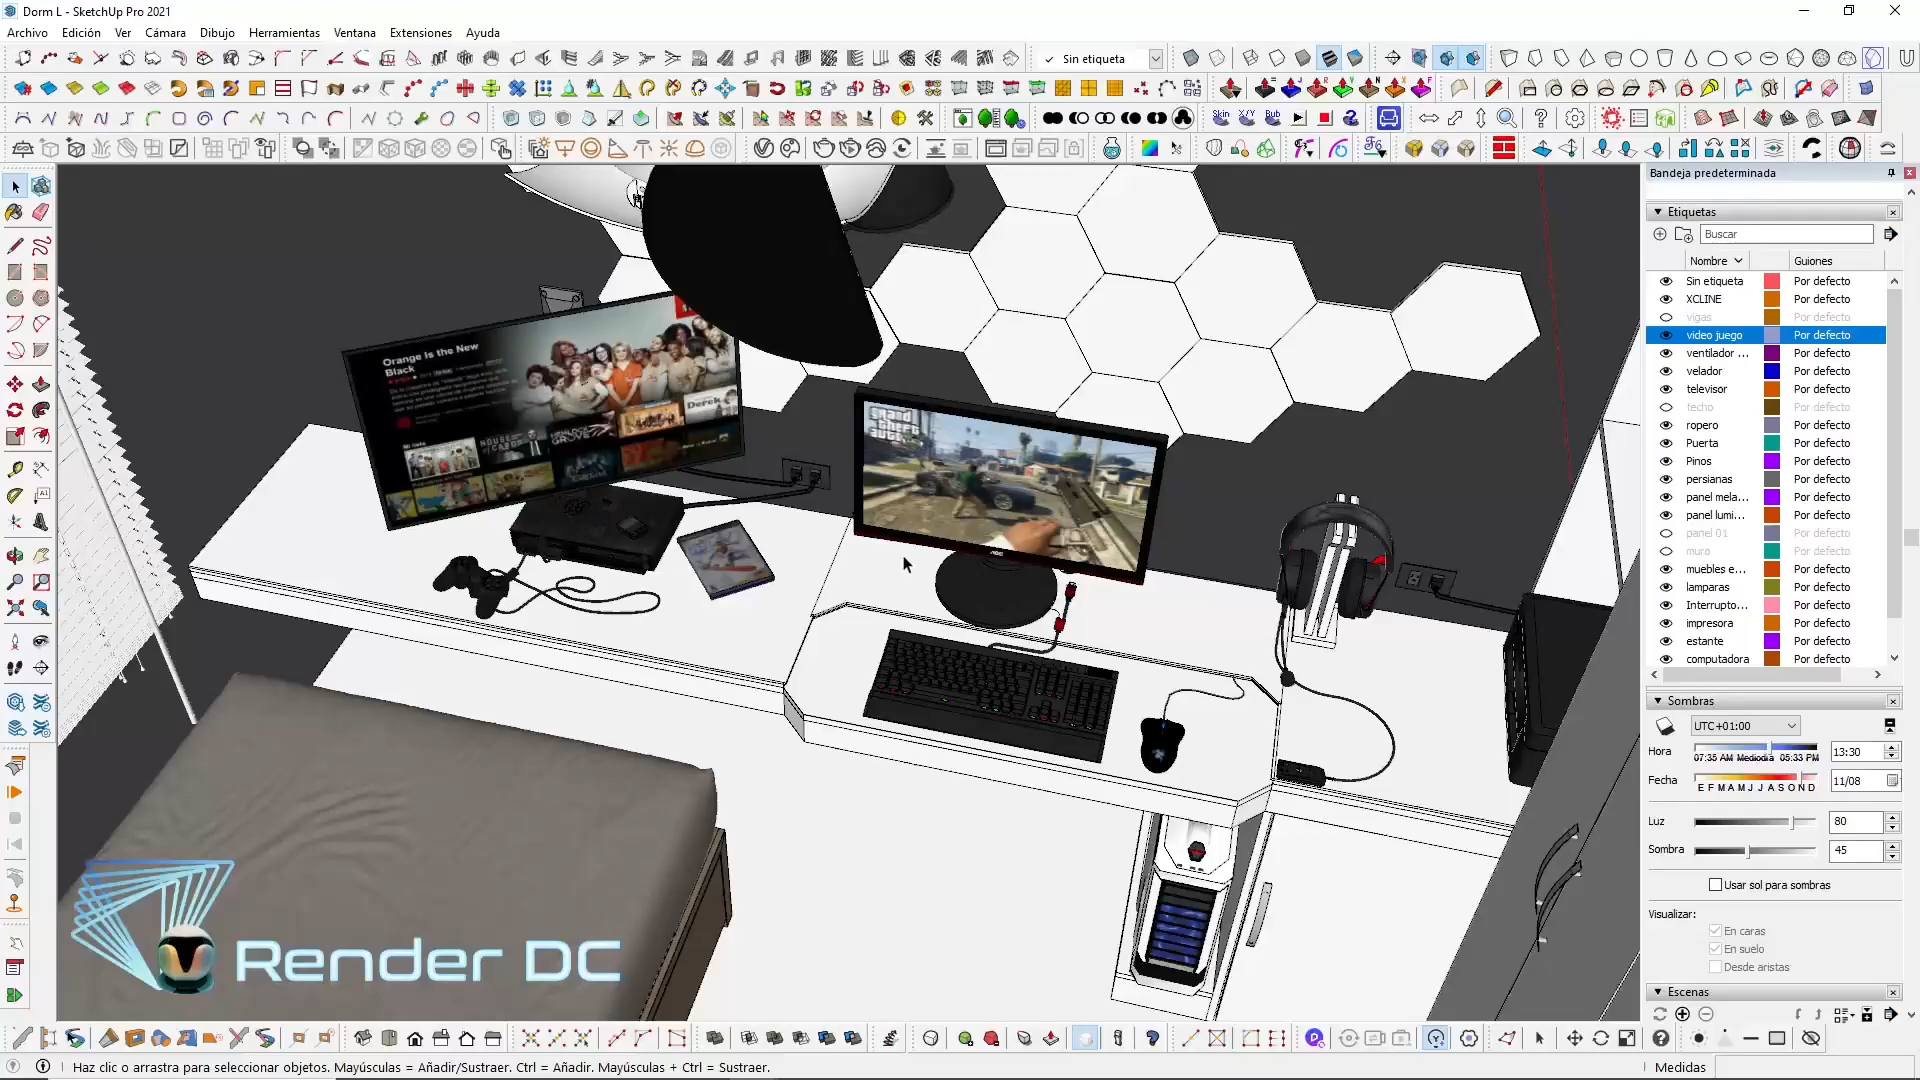 Dorm L - SketchUp Pro 2021
Archivo Edición Ver Cámara Dibujo Herramientas Ventana Extensiones Ayuda
Sin etiqueta
Skin X/Y Bub
Bandeja predeterminada
Etiquetas
Buscar
Nombre Guiones
Sin etiqueta Por defecto
XCLINE Por defecto
vigas Por defecto
video juego Por defecto
ventilador ... Por defecto
velador Por defecto
televisor Por defecto
techo Por defecto
ropero Por defecto
Puerta Por defecto
Pinos Por defecto
persianas Por defecto
panel mela... Por defecto
panel lumi... Por defecto
panel 01 Por defecto
muro Por defecto
muebles e... Por defecto
lamparas Por defecto
Interrupto... Por defecto
impresora Por defecto
estante Por defecto
computadora Por defecto
Sombras
UTC+01:00
Hora 13:30
07:35 AM Mediodía 05:33 PM
Fecha 11/08
E F M A M J J A S O N D
Luz 80
Sombra 45
Usar sol para sombras
Visualizar:
En caras
En suelo
Desde aristas
Escenas
Orange Is the New
Black
Mi lista
HOUSE
Derek
grand
theft
auto
AOC
Render DC
Haz clic o arrastra para seleccionar objetos. Mayúsculas = Añadir/Sustraer. Ctrl = Añadir. Mayúsculas + Ctrl = Sustraer.
Medidas